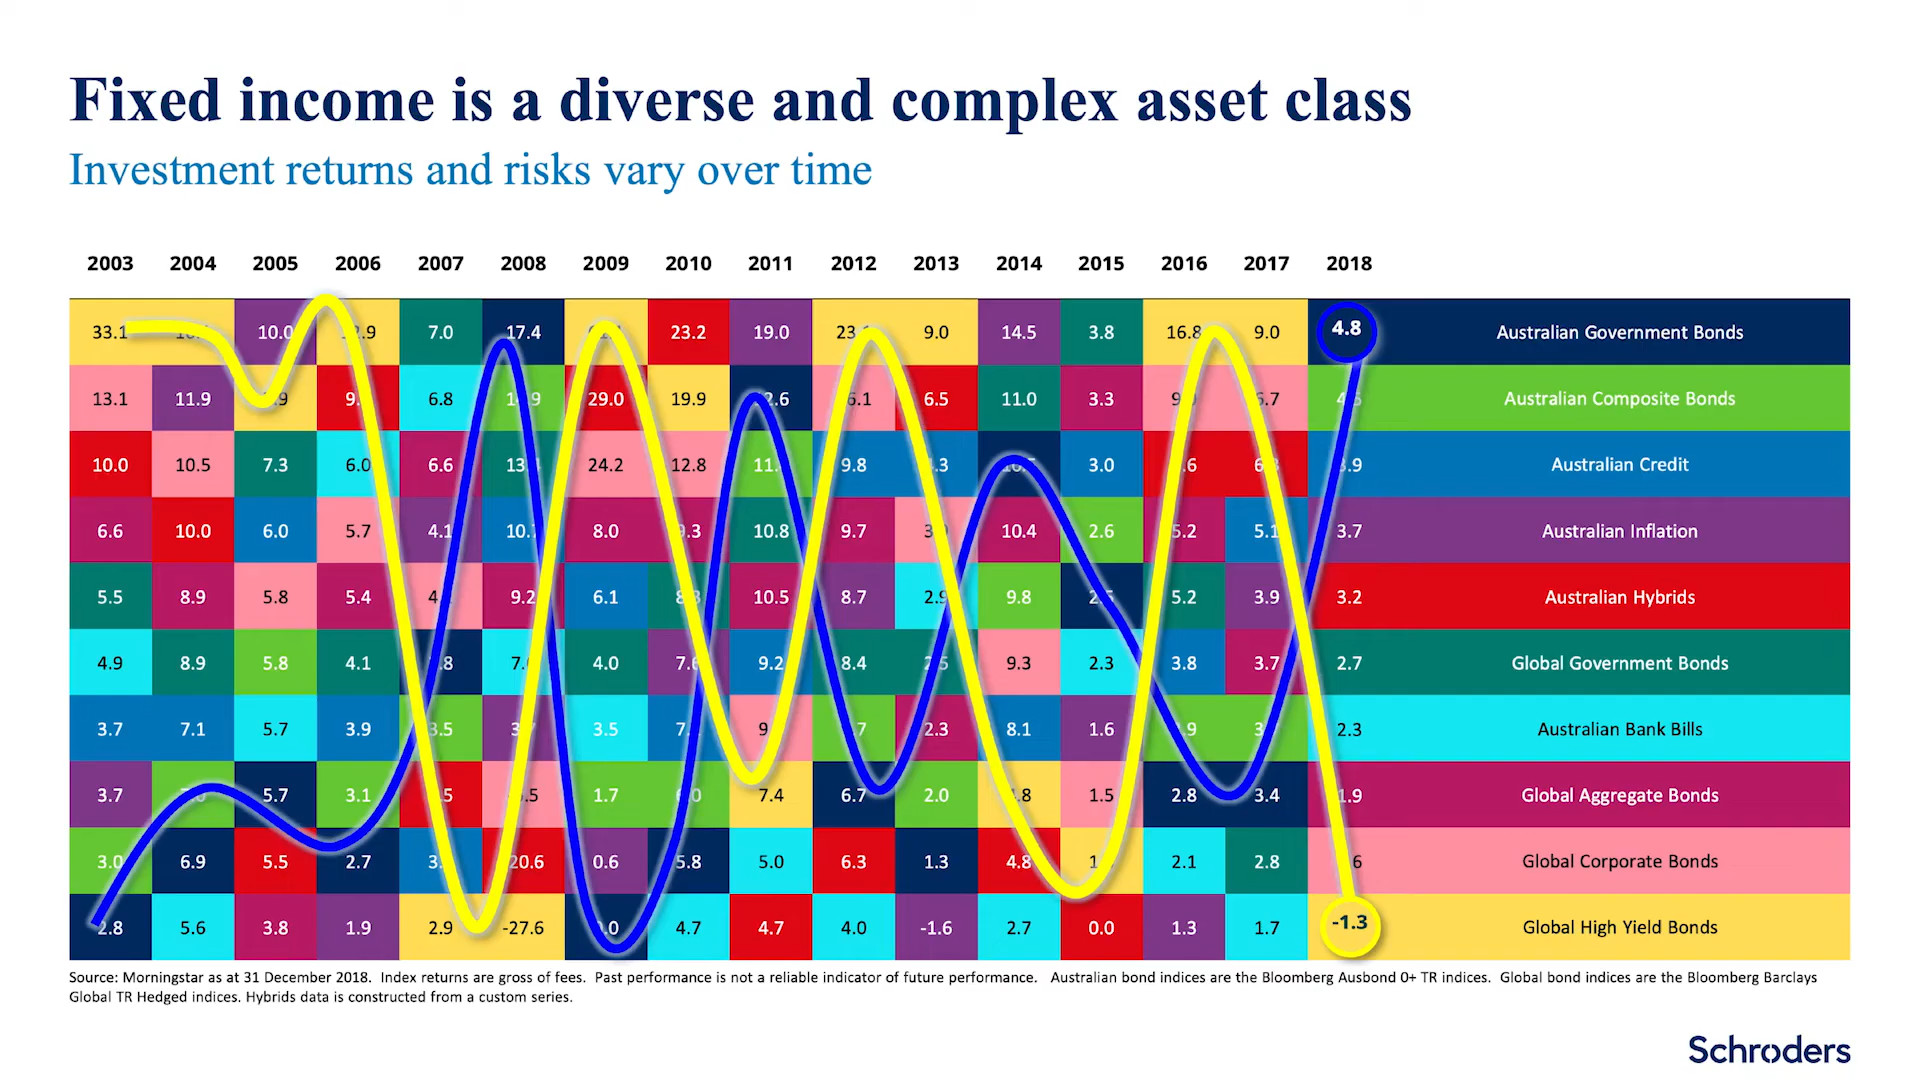 Fixed income is a diverse and complex asset class
Investment returns and risks vary over time
2003 2004 2005 2006 2007 2008 2009 2010 2011 2012 2013 2014 2015 2016 2017 2018
33.1 10.0 7.0 17.4 23.2 19.0 9.0 14.5 3.8 16.8 9.0 4.8 Australian Government Bonds
13.1 11.9 6.8 29.0 19.9 6.5 11.0 3.3 Australian Composite Bonds
10.0 10.5 7.3 6.0 6.6 24.2 12.8 9.8 3.0 Australian Credit
6.6 10.0 6.0 5.7 4.1 8.0 10.8 9.7 10.4 2.6 5.1 3.7 Australian Inflation
5.5 8.9 5.8 5.4 9.2 6.1 10.5 8.7 2.9 9.8 5.2 3.9 3.2 Australian Hybrids
4.9 8.9 5.8 4.1 4.0 9.2 8.4 9.3 2.3 3.8 3.7 2.7 Global Government Bonds
3.7 7.1 5.7 3.9 3.5 2.3 8.1 1.6 2.3 Australian Bank Bills
3.7 5.7 3.1 1.7 7.4 6.7 2.0 1.5 2.8 3.4 1.9 Global Aggregate Bonds
3.0 6.9 5.5 2.7 0.6 5.8 5.0 6.3 1.3 4.8 2.1 2.8 Global Corporate Bonds
2.8 5.6 3.8 1.9 2.9 -27.6 4.7 4.7 4.0 -1.6 2.7 0.0 1.3 1.7 -1.3 Global High Yield Bonds
Source: Morningstar as at 31 December 2018. Index returns are gross of fees. Past performance is not a reliable indicator of future performance. Australian bond indices are the Bloomberg Ausbond 0+ TR indices. Global bond indices are the Bloomberg Barclays
Global TR Hedged indices. Hybrids data is constructed from a custom series.
Schroders